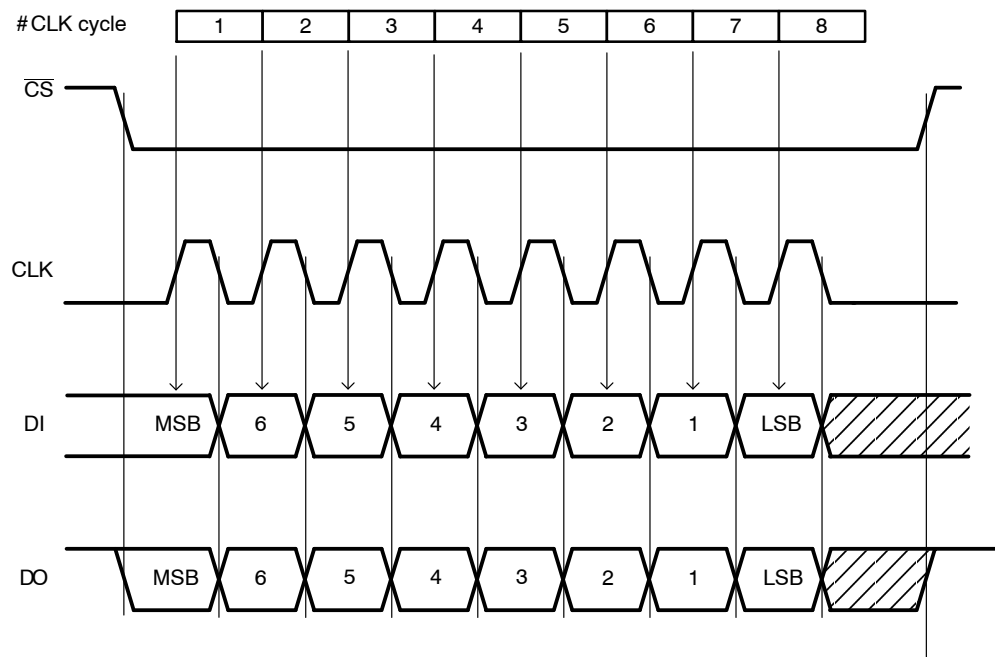 # CLK cycle 1 2 3 4 5 6 7 8
CS
CLK
DI MSB 6 5 4 3 2 1 LSB
DO MSB 6 5 4 3 2 1 LSB